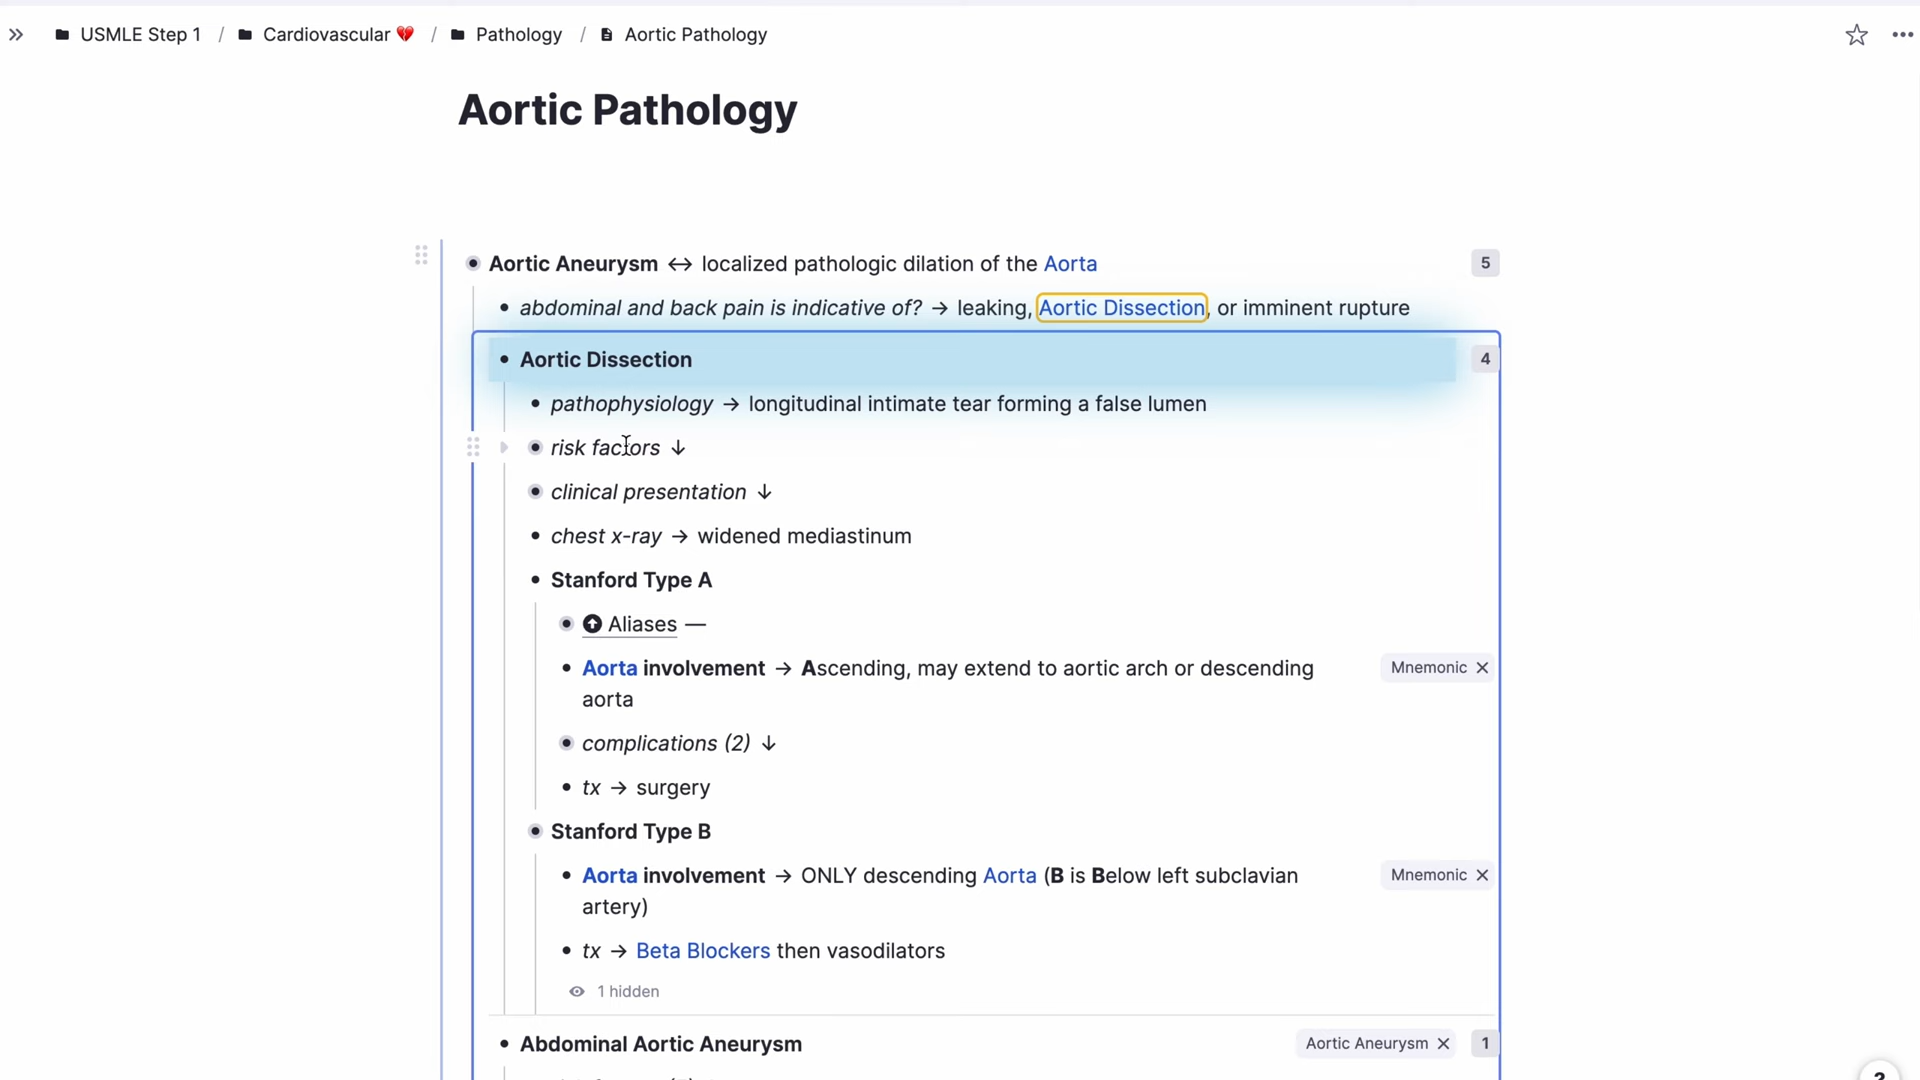 USMLE Step 1 / Cardiovascular 💔 / Pathology / Aortic Pathology
Aortic Pathology
Aortic Aneurysm ↔ localized pathologic dilation of the Aorta 5
abdominal and back pain is indicative of? → leaking, Aortic Dissection, or imminent rupture
Aortic Dissection 4
pathophysiology → longitudinal intimate tear forming a false lumen
risk factors ↓
clinical presentation ↓
chest x-ray → widened mediastinum
Stanford Type A
Aliases —
Aorta involvement → Ascending, may extend to aortic arch or descending Mnemonic ×
aorta
complications (2) ↓
tx → surgery
Stanford Type B
Aorta involvement → ONLY descending Aorta (B is Below left subclavian Mnemonic ×
artery)
tx → Beta Blockers then vasodilators
1 hidden
Abdominal Aortic Aneurysm Aortic Aneurysm × 1